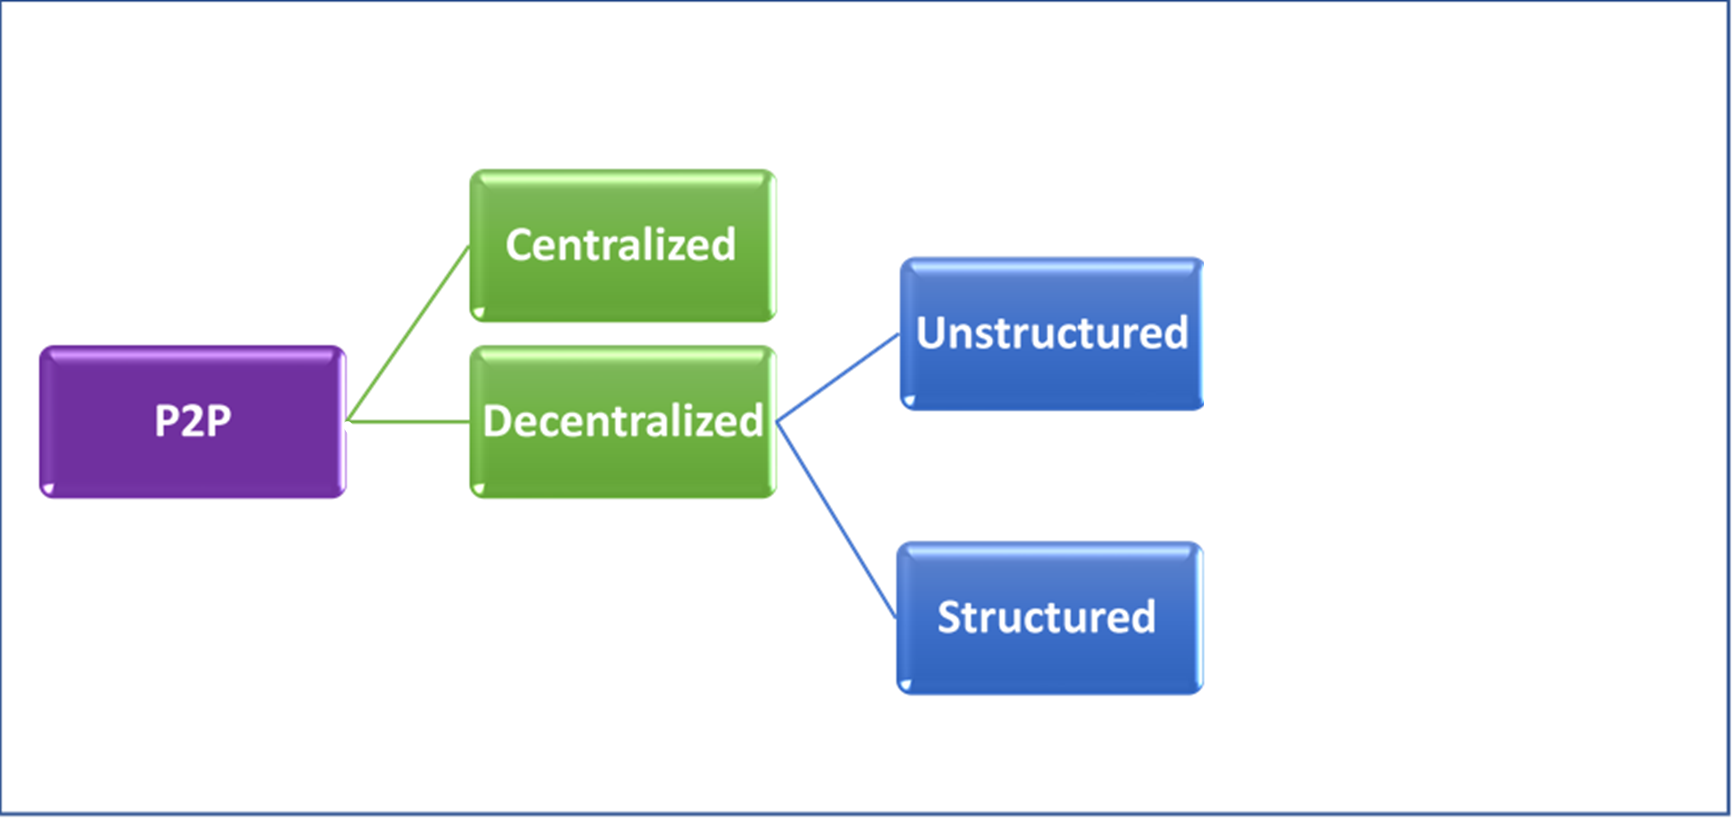 P2P
Centralized
Decentralized
Unstructured
Structured